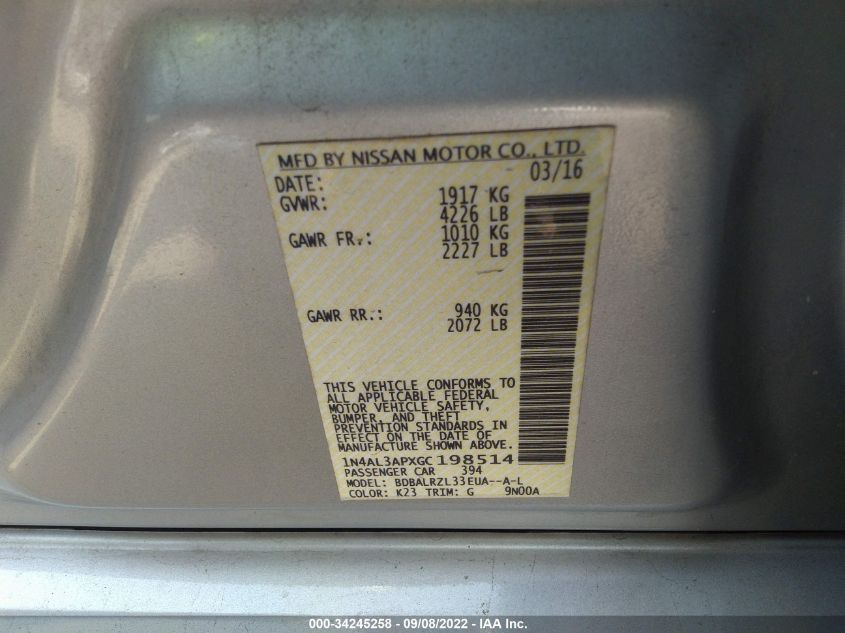 MFD BY NISSAN MOTOR CO., LTD.
DATE: 03/16
GVWR: 1917 KG
4226 LB
GAWR FR.: 1010 KG
2227 LB
GAWR RR.: 940 KG
2072 LB
THIS VEHICLE CONFORMS TO
ALL APPLICABLE FEDERAL
MOTOR VEHICLE SAFETY,
BUMPER, AND THEFT
PREVENTION STANDARDS IN
EFFECT ON THE DATE OF
MANUFACTURE SHOWN ABOVE.
1N4AL3APXGC198514
PASSENGER CAR 394
MODEL: BDBALRZL33EUA--A-L
COLOR: K23 TRIM: G 9N00A
000-34245258 - 09/08/2022 - IAA Inc.